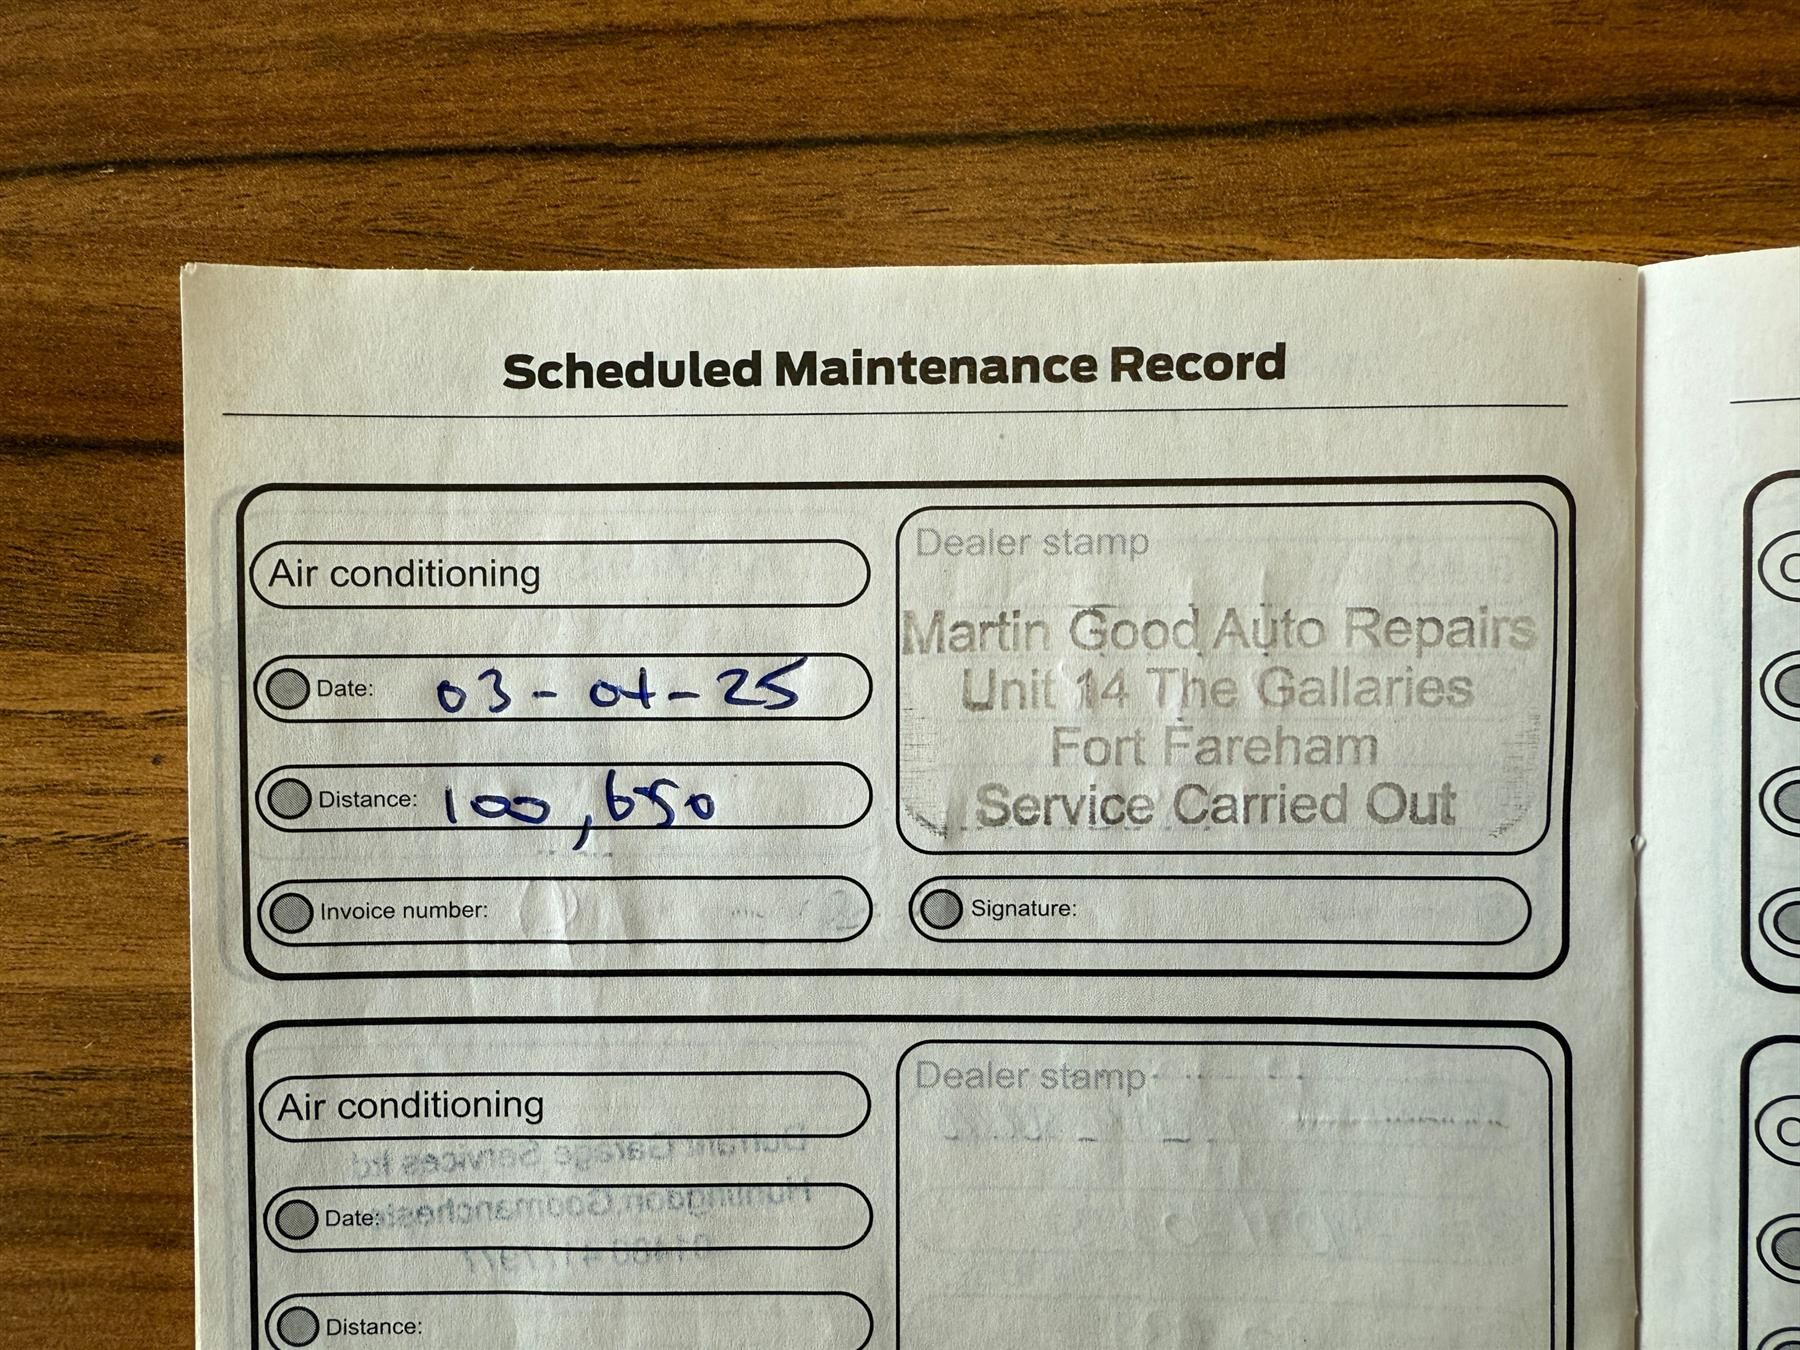 Scheduled Maintenance Record
Air conditioning
Dealer stamp
Martin Good Auto Repairs
Unit 14 The Gallaries
Fort Fareham
Service Carried Out
Date: 03-04-25
Distance: 100,650
Invoice number:
Signature:
Air conditioning
Dealer stamp
Date:
Distance: